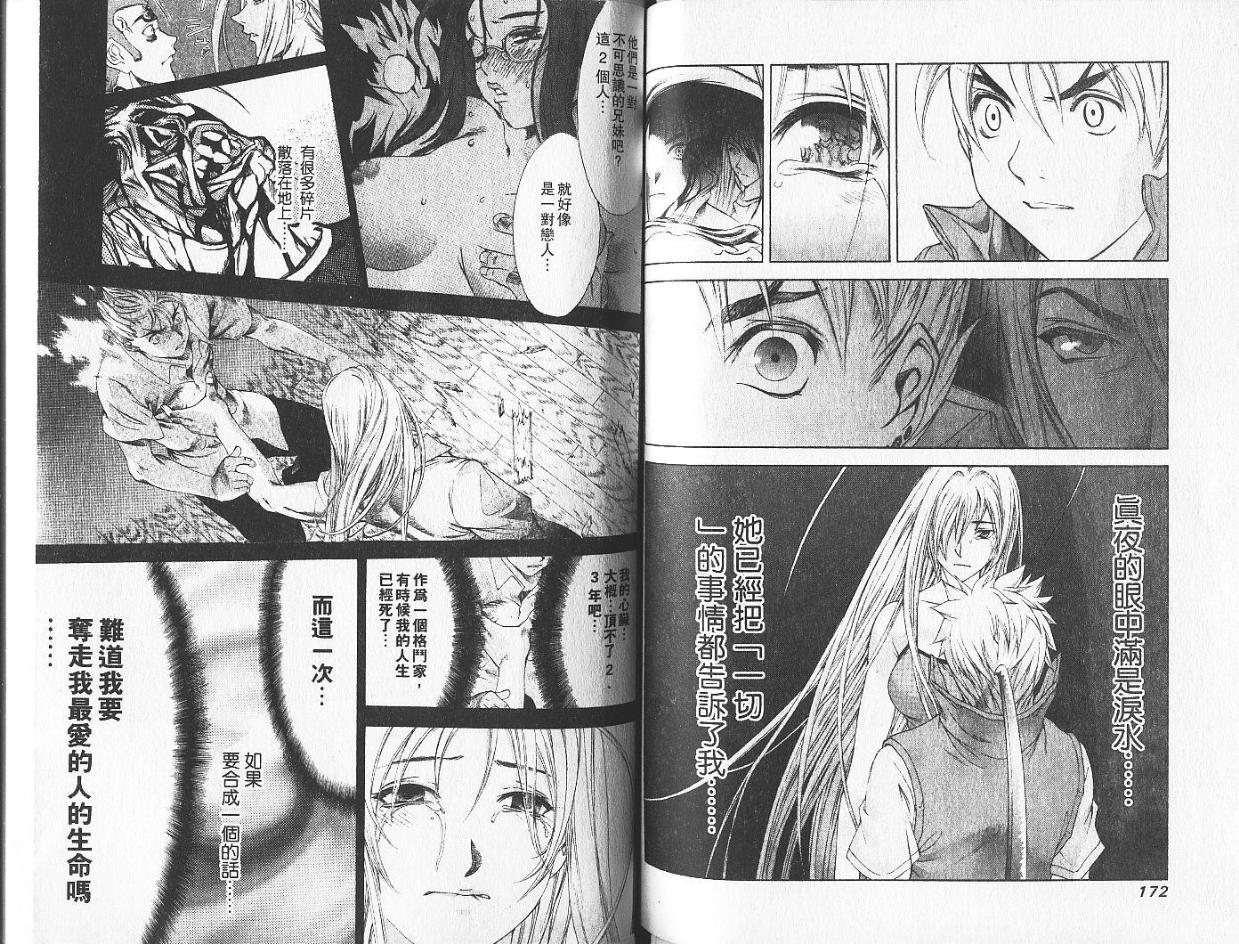 真夜的眼中滿是淚水……
她已經把「一切
」的事情都告訴了我……
172
他們是一對
不可思議的兄妹吧？
這2個人…
就好像
是一對戀人…
有很多碎片
散落在地上……
我的心臟…
大概…頂不了2、
3年吧…
作爲一個格鬥家，
有時候我的人生
已經死了…
而這一次…
如果
要合成一個的話……
難道我要
奪走我最愛的人的生命嗎
……